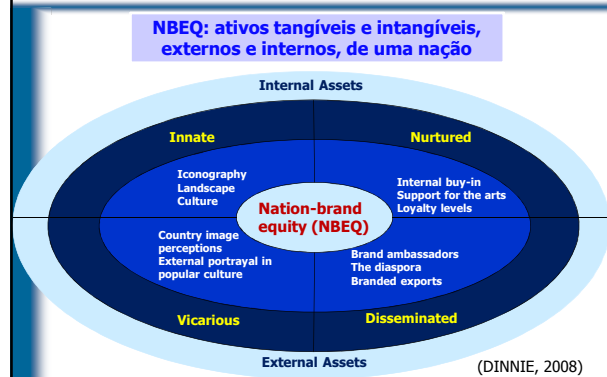 NBEQ: ativos tangíveis e intangíveis,
externos e internos, de uma nação
Internal Assets
Innate
Nurtured
Iconography
Landscape
Culture
Internal buy-in
Support for the arts
Loyalty levels
Nation-brand
equity (NBEQ)
Country image
perceptions
External portrayal in
popular culture
Brand ambassadors
The diaspora
Branded exports
Vicarious
Disseminated
External Assets
(DINNIE, 2008)